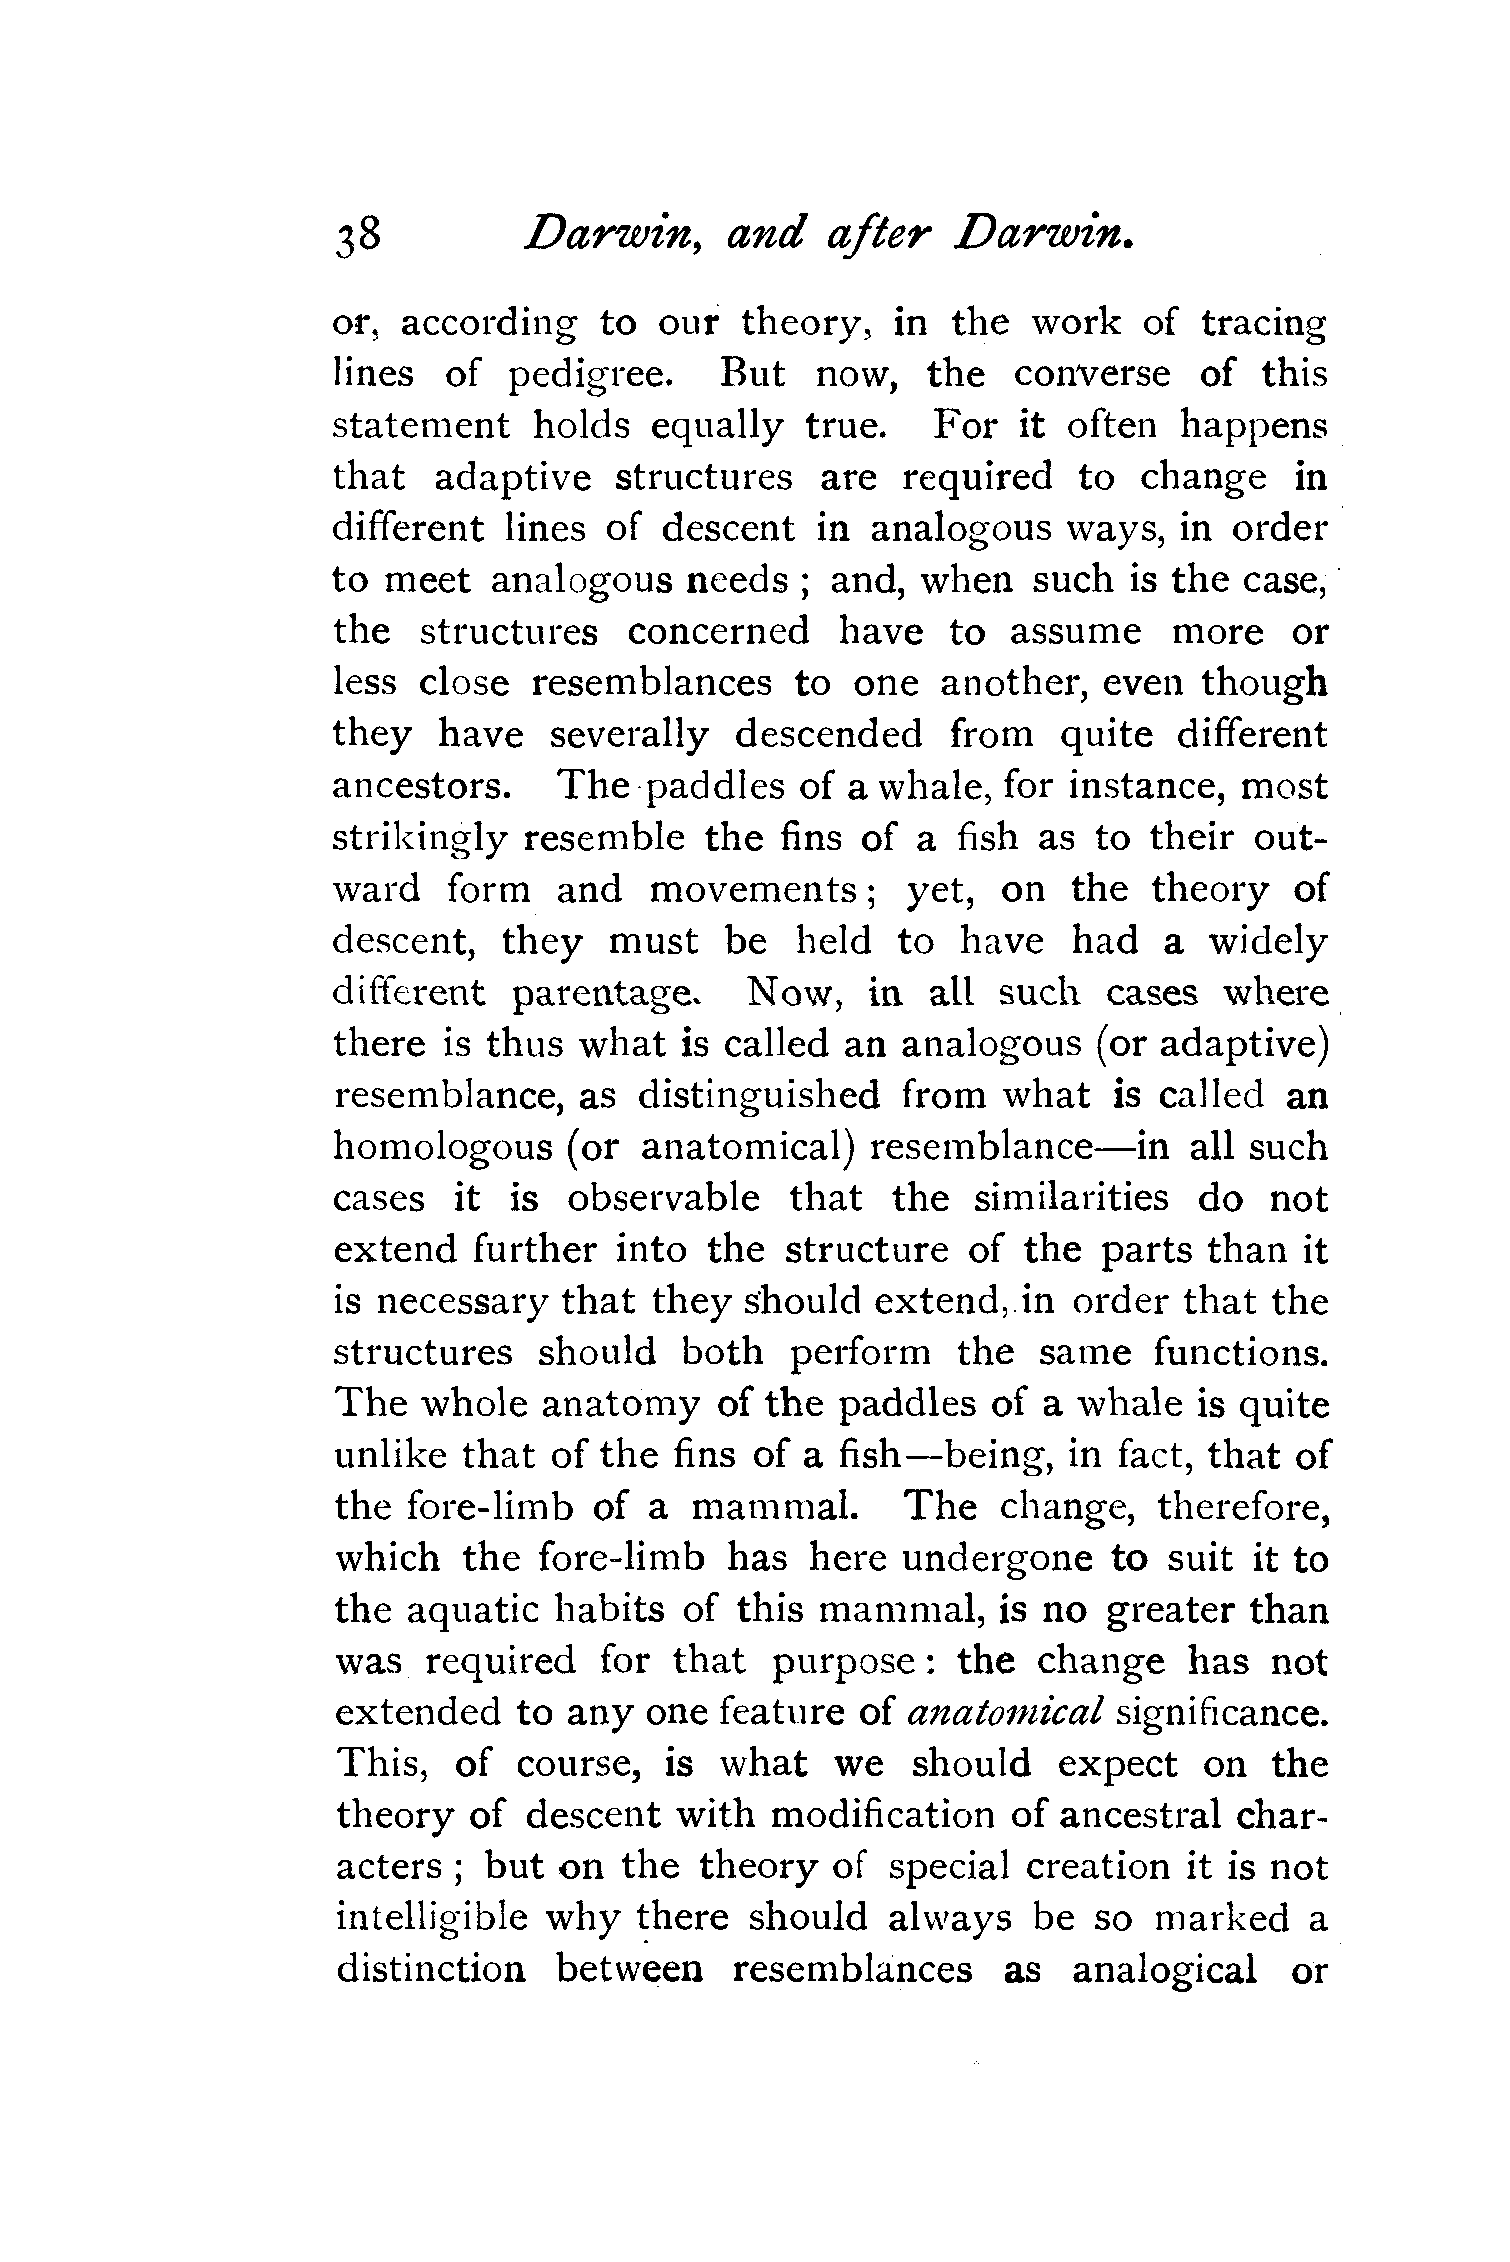 38 Darwin, and after Darwin.
or, according to our theory, in the work of tracing
lines of pedigree. But now, the converse of this
statement holds equally true. For it often happens
that adaptive structures are required to change in
different lines of descent in analogous ways, in order
to meet analogous needs ; and, when such is the case,
the structures concerned have to assume more or
less close resemblances to one another, even though
they have severally descended from quite different
ancestors. The paddles of a whale, for instance, most
strikingly resemble the fins of a fish as to their out-
ward form and movements ; yet, on the theory of
descent, they must be held to have had a widely
different parentage. Now, in all such cases where
there is thus what is called an analogous (or adaptive)
resemblance, as distinguished from what is called an
homologous (or anatomical) resemblance—in all such
cases it is observable that the similarities do not
extend further into the structure of the parts than it
is necessary that they should extend, in order that the
structures should both perform the same functions.
The whole anatomy of the paddles of a whale is quite
unlike that of the fins of a fish—being, in fact, that of
the fore-limb of a mammal. The change, therefore,
which the fore-limb has here undergone to suit it to
the aquatic habits of this mammal, is no greater than
was required for that purpose : the change has not
extended to any one feature of anatomical significance.
This, of course, is what we should expect on the
theory of descent with modification of ancestral char-
acters ; but on the theory of special creation it is not
intelligible why there should always be so marked a
distinction between resemblances as analogical or